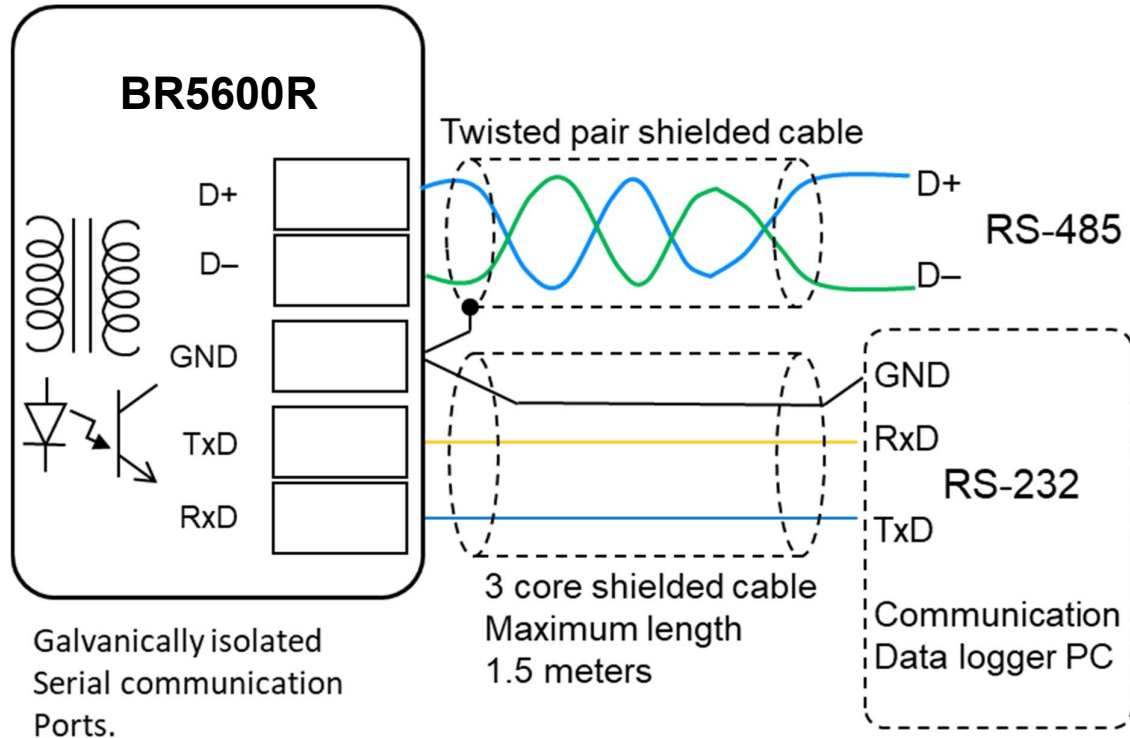 BR5600R
Twisted pair shielded cable
D+
D–
GND
TxD
RxD
D+
D–
RS-485
GND
RxD
TxD
RS-232
Communication
Data logger PC
3 core shielded cable
Maximum length
1.5 meters
Galvanically isolated
Serial communication
Ports.